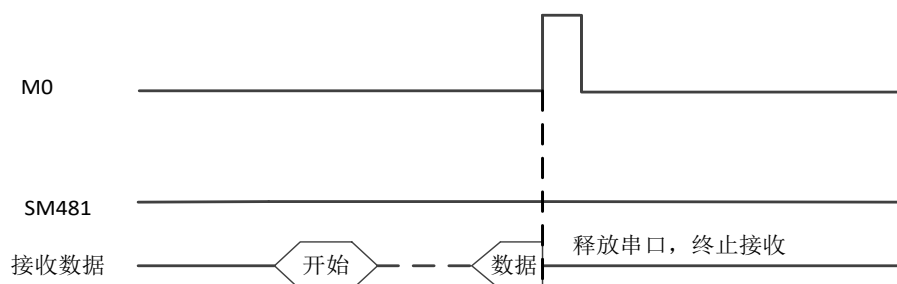 M0
SM481
接收数据
开始
数据
释放串口，终止接收